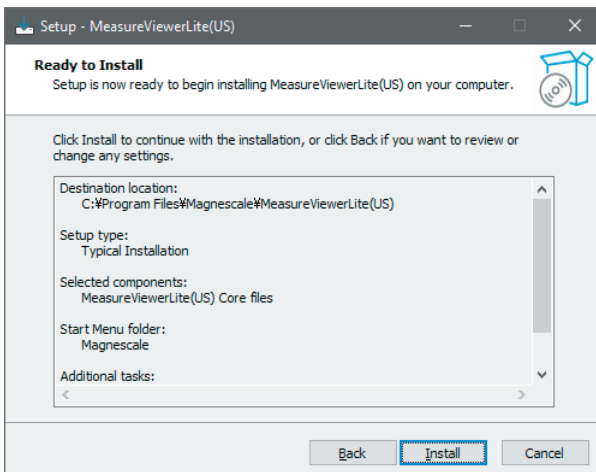 Setup - MeasureViewerLite(US)
Ready to Install
Setup is now ready to begin installing MeasureViewerLite(US) on your computer.
Click Install to continue with the installation, or click Back if you want to review or
change any settings.
Destination location:
C:¥Program Files¥Magnescale¥MeasureViewerLite(US)
Setup type:
Typical Installation
Selected components:
MeasureViewerLite(US) Core files
Start Menu folder:
Magnescale
Additional tasks:
Back
Install
Cancel